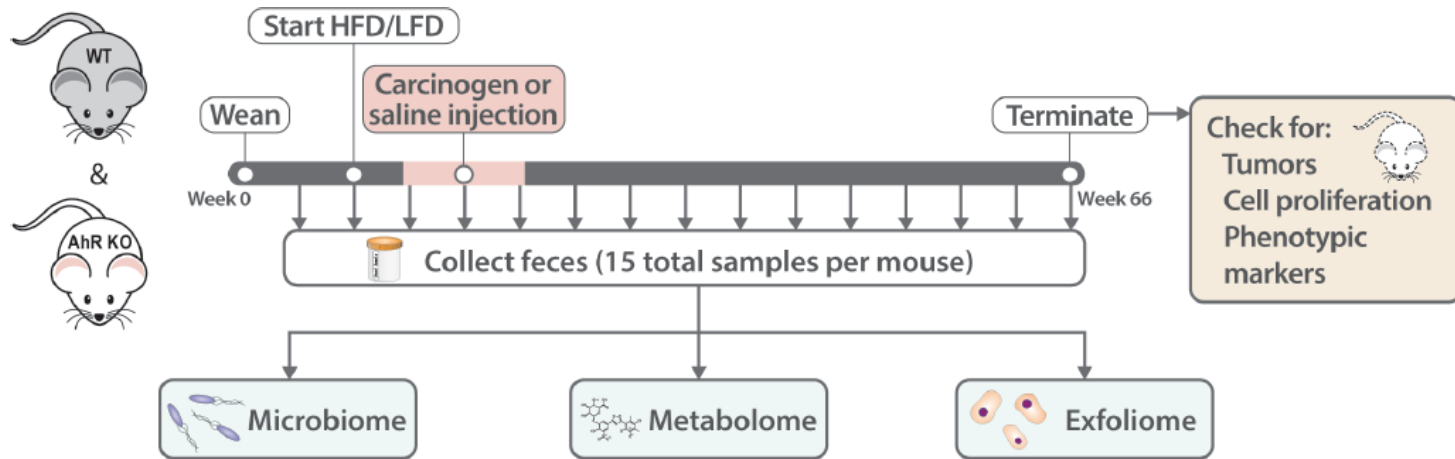 WT
&
AhR KO
Start HFD/LFD
Carcinogen or
saline injection
Wean
Terminate
Week 0
Week 66
Collect feces (15 total samples per mouse)
Check for:
Tumors
Cell proliferation
Phenotypic
markers
Microbiome
Metabolome
Exfoliome